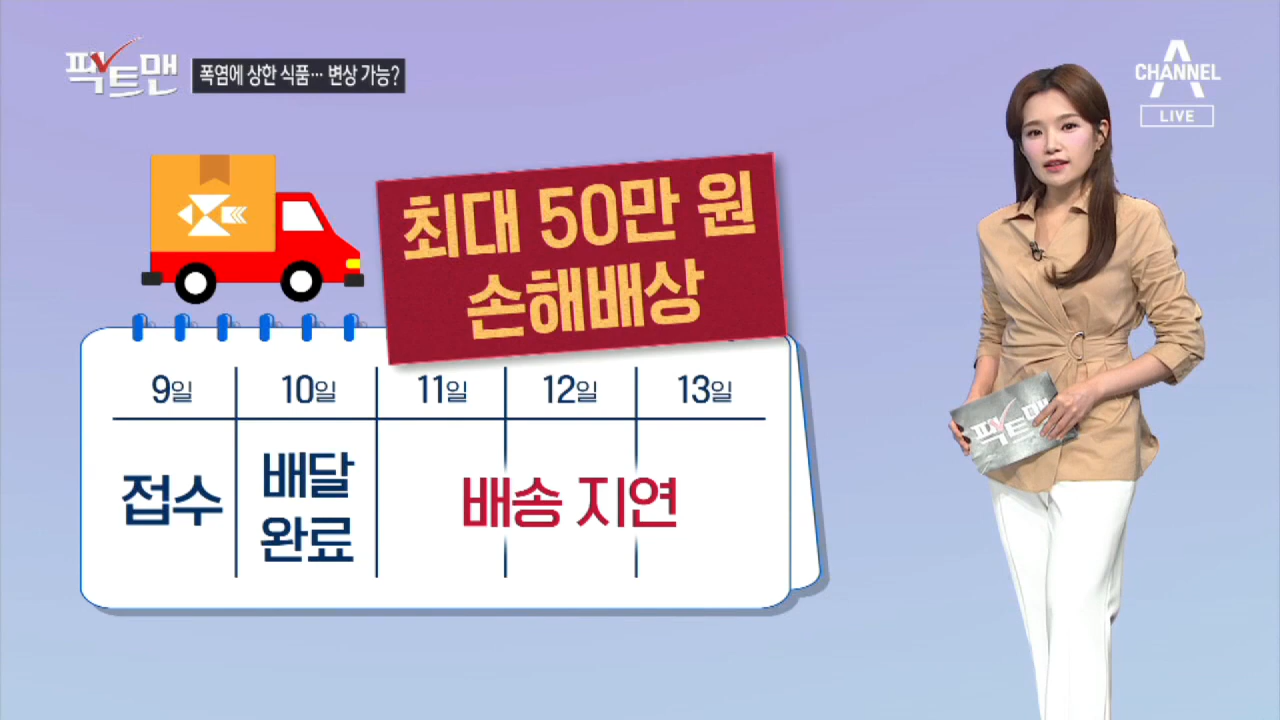 팩트맨
폭염에 상한 식품… 변상 가능?
CHANNEL A
LIVE
최대 50만 원
손해배상
9일 10일 11일 12일 13일
접수
배달
완료
배송 지연
팩트맨